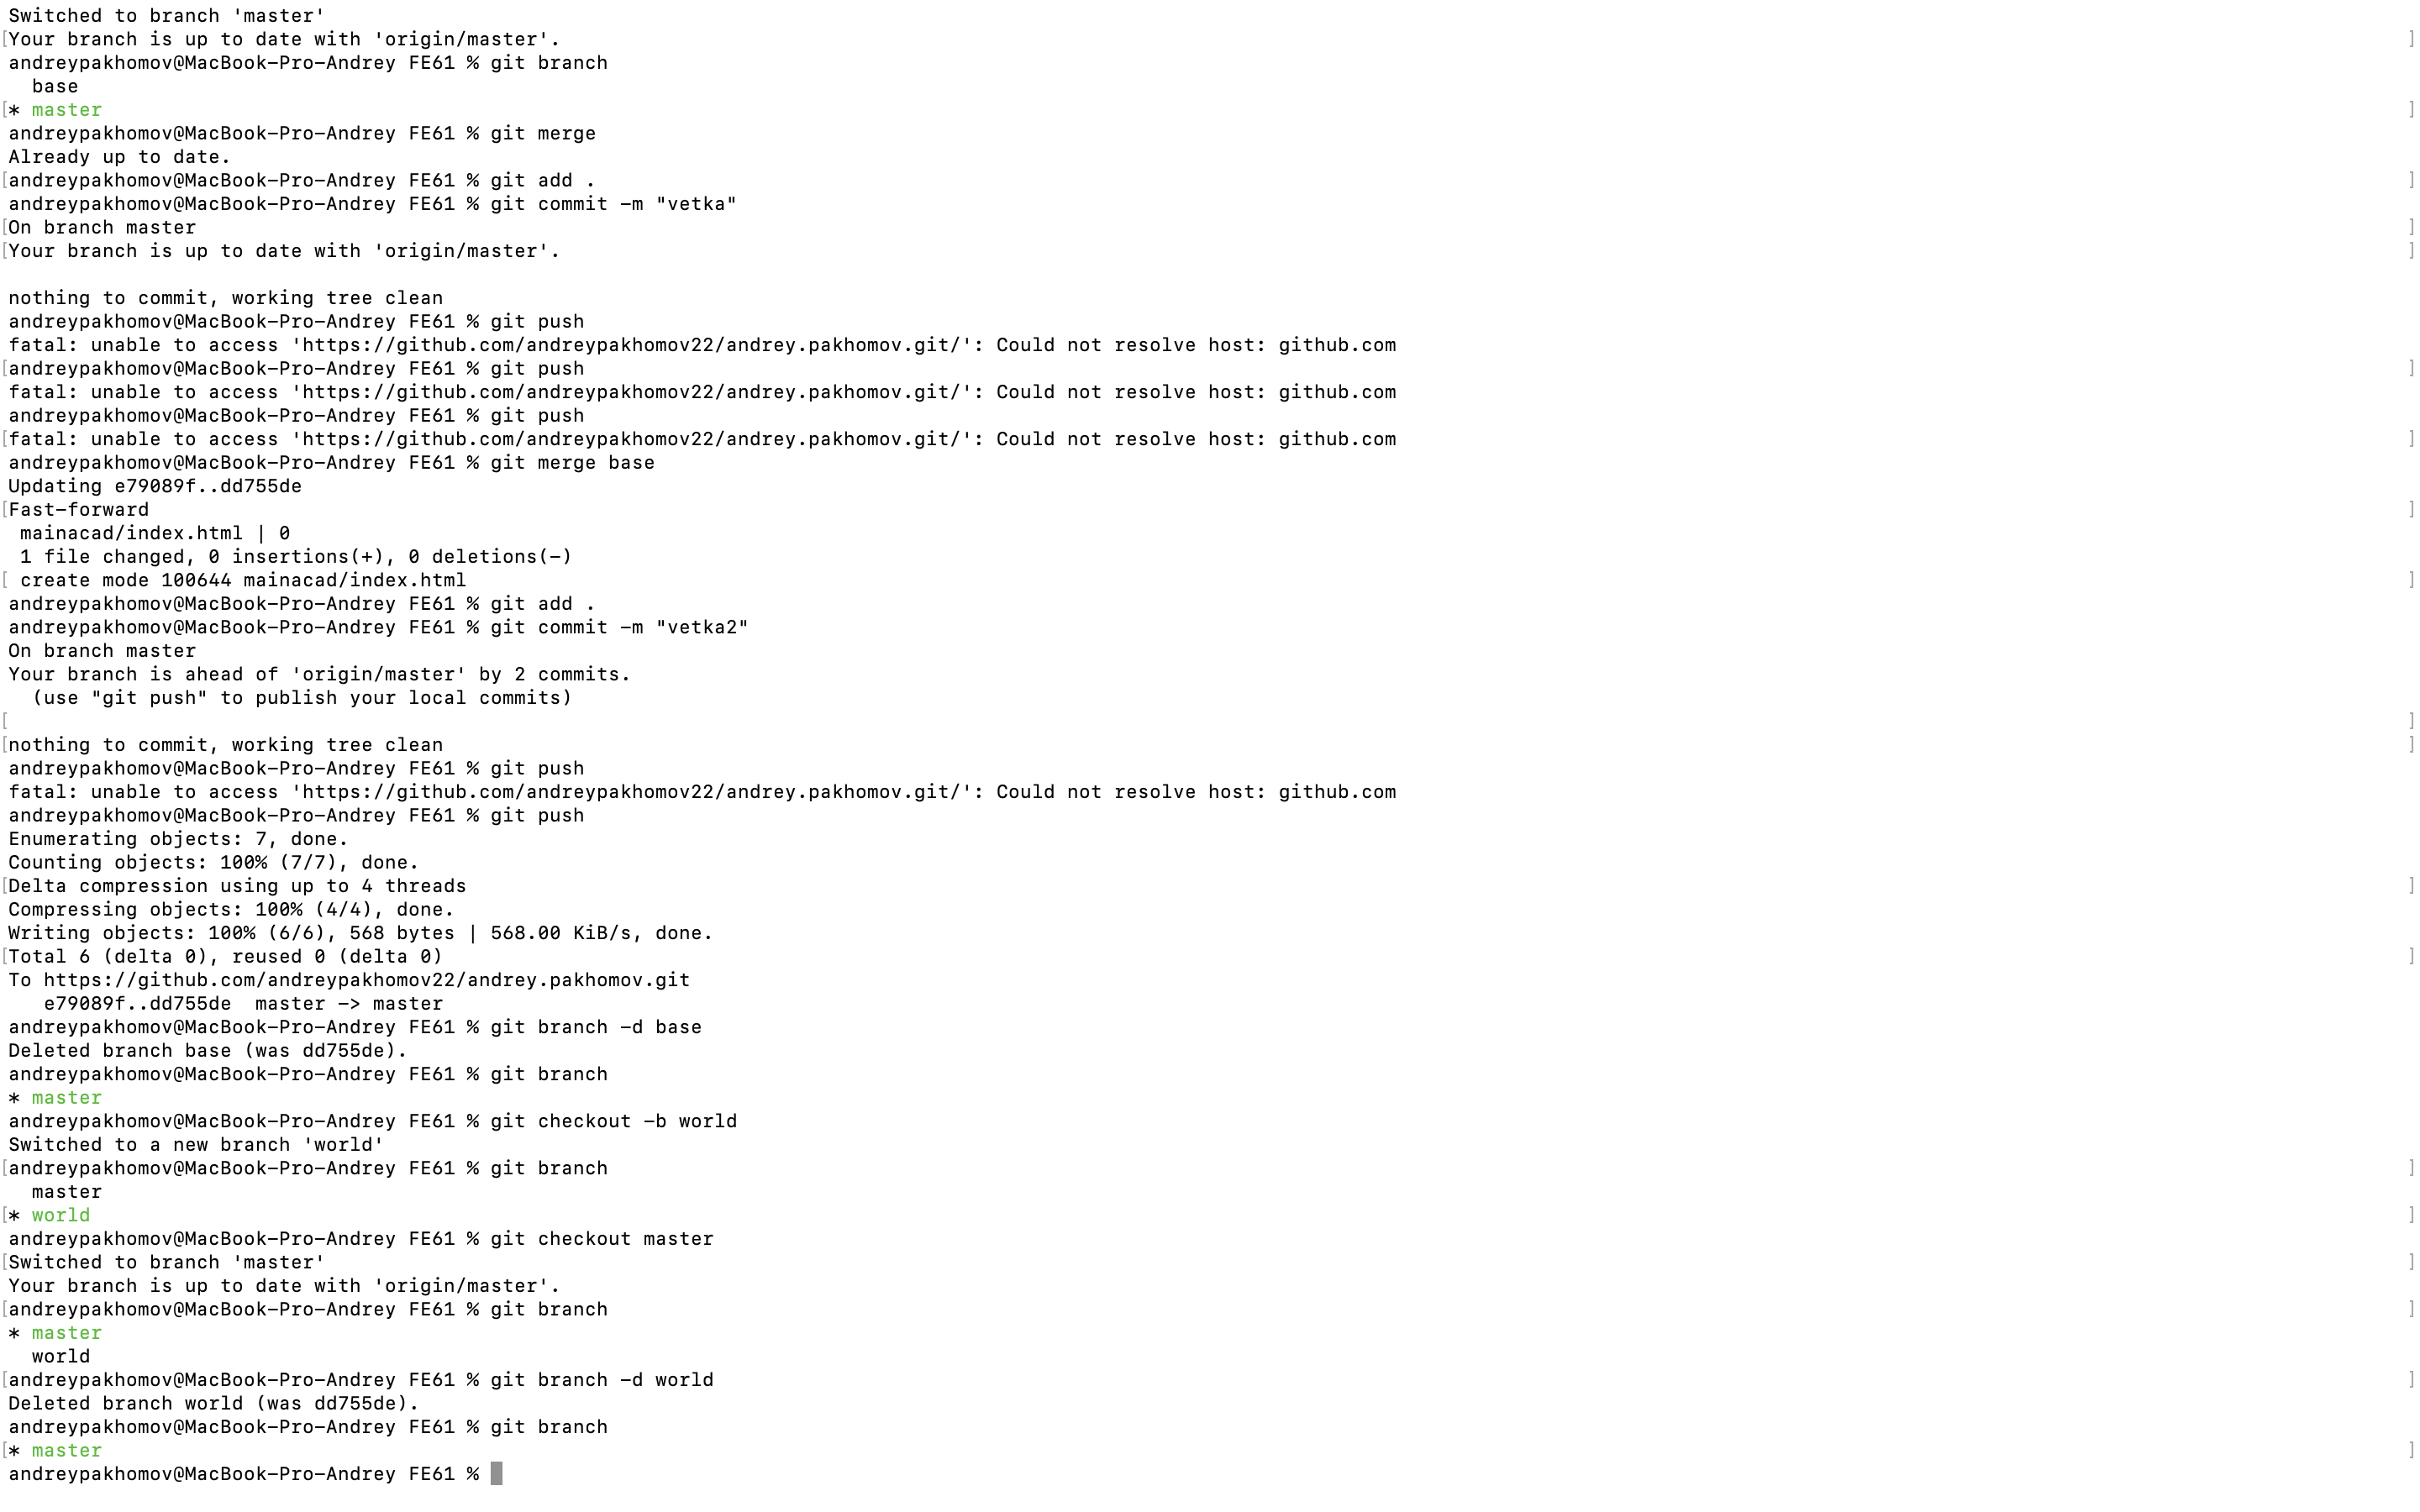 Switched to branch 'master'
[Your branch is up to date with 'origin/master'. ]
andreypakhomov@MacBook-Pro-Andrey FE61 % git branch
  base
[* master ]
andreypakhomov@MacBook-Pro-Andrey FE61 % git merge
Already up to date.
[andreypakhomov@MacBook-Pro-Andrey FE61 % git add . ]
andreypakhomov@MacBook-Pro-Andrey FE61 % git commit -m "vetka"
[On branch master ]
[Your branch is up to date with 'origin/master'. ]

nothing to commit, working tree clean
andreypakhomov@MacBook-Pro-Andrey FE61 % git push
fatal: unable to access 'https://github.com/andreypakhomov22/andrey.pakhomov.git/': Could not resolve host: github.com
[andreypakhomov@MacBook-Pro-Andrey FE61 % git push ]
fatal: unable to access 'https://github.com/andreypakhomov22/andrey.pakhomov.git/': Could not resolve host: github.com
andreypakhomov@MacBook-Pro-Andrey FE61 % git push
[fatal: unable to access 'https://github.com/andreypakhomov22/andrey.pakhomov.git/': Could not resolve host: github.com ]
andreypakhomov@MacBook-Pro-Andrey FE61 % git merge base
Updating e79089f..dd755de
[Fast-forward ]
 mainacad/index.html | 0
 1 file changed, 0 insertions(+), 0 deletions(-)
[ create mode 100644 mainacad/index.html ]
andreypakhomov@MacBook-Pro-Andrey FE61 % git add .
andreypakhomov@MacBook-Pro-Andrey FE61 % git commit -m "vetka2"
On branch master
Your branch is ahead of 'origin/master' by 2 commits.
  (use "git push" to publish your local commits)
[ ]
[nothing to commit, working tree clean ]
andreypakhomov@MacBook-Pro-Andrey FE61 % git push
fatal: unable to access 'https://github.com/andreypakhomov22/andrey.pakhomov.git/': Could not resolve host: github.com
andreypakhomov@MacBook-Pro-Andrey FE61 % git push
Enumerating objects: 7, done.
Counting objects: 100% (7/7), done.
[Delta compression using up to 4 threads ]
Compressing objects: 100% (4/4), done.
Writing objects: 100% (6/6), 568 bytes | 568.00 KiB/s, done.
[Total 6 (delta 0), reused 0 (delta 0) ]
To https://github.com/andreypakhomov22/andrey.pakhomov.git
   e79089f..dd755de  master -> master
andreypakhomov@MacBook-Pro-Andrey FE61 % git branch -d base
Deleted branch base (was dd755de).
andreypakhomov@MacBook-Pro-Andrey FE61 % git branch
* master
andreypakhomov@MacBook-Pro-Andrey FE61 % git checkout -b world
Switched to a new branch 'world'
[andreypakhomov@MacBook-Pro-Andrey FE61 % git branch ]
  master
[* world ]
andreypakhomov@MacBook-Pro-Andrey FE61 % git checkout master
[Switched to branch 'master' ]
Your branch is up to date with 'origin/master'.
[andreypakhomov@MacBook-Pro-Andrey FE61 % git branch ]
* master
  world
[andreypakhomov@MacBook-Pro-Andrey FE61 % git branch -d world ]
Deleted branch world (was dd755de).
andreypakhomov@MacBook-Pro-Andrey FE61 % git branch
[* master ]
andreypakhomov@MacBook-Pro-Andrey FE61 %